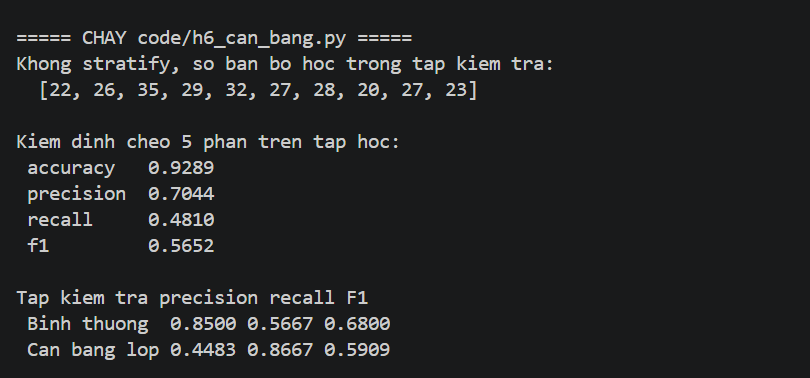 ===== CHAY code/h6_can_bang.py =====
Khong stratify, so ban bo hoc trong tap kiem tra:
  [22, 26, 35, 29, 32, 27, 28, 20, 27, 23]
Kiem dinh cheo 5 phan tren tap hoc:
 accuracy   0.9289
 precision  0.7044
 recall     0.4810
 f1         0.5652
Tap kiem tra precision recall F1
 Binh thuong  0.8500 0.5667 0.6800
 Can bang lop 0.4483 0.8667 0.5909